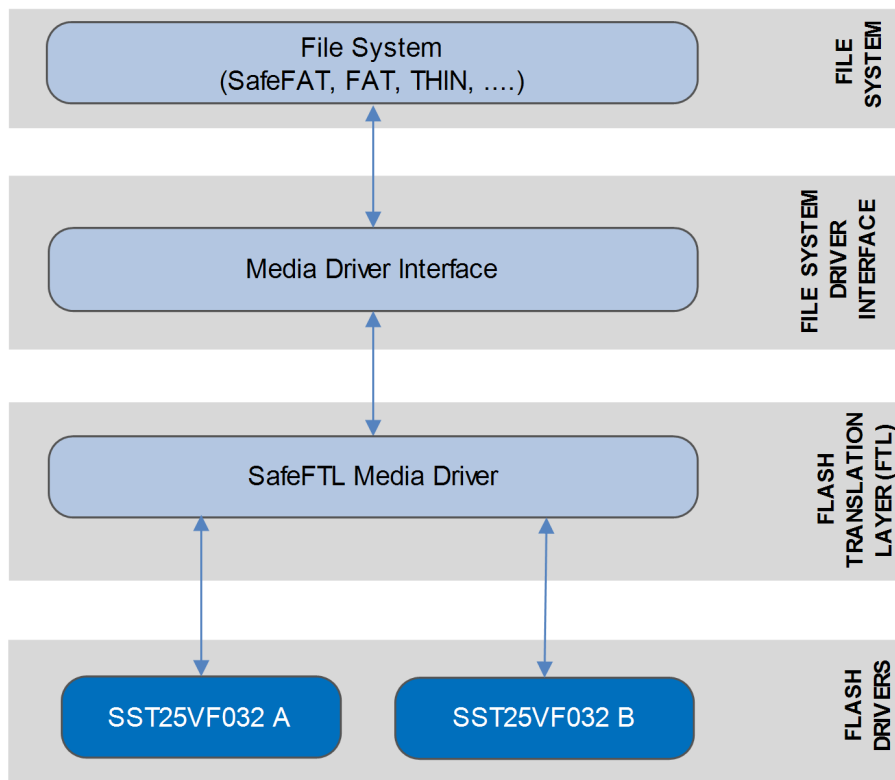 File System
(SafeFAT, FAT, THIN, ....)
FILE
SYSTEM
Media Driver Interface
FILE SYSTEM
DRIVER
INTERFACE
SafeFTL Media Driver
FLASH
TRANSLATION
LAYER (FTL)
SST25VF032 A
SST25VF032 B
FLASH
DRIVERS